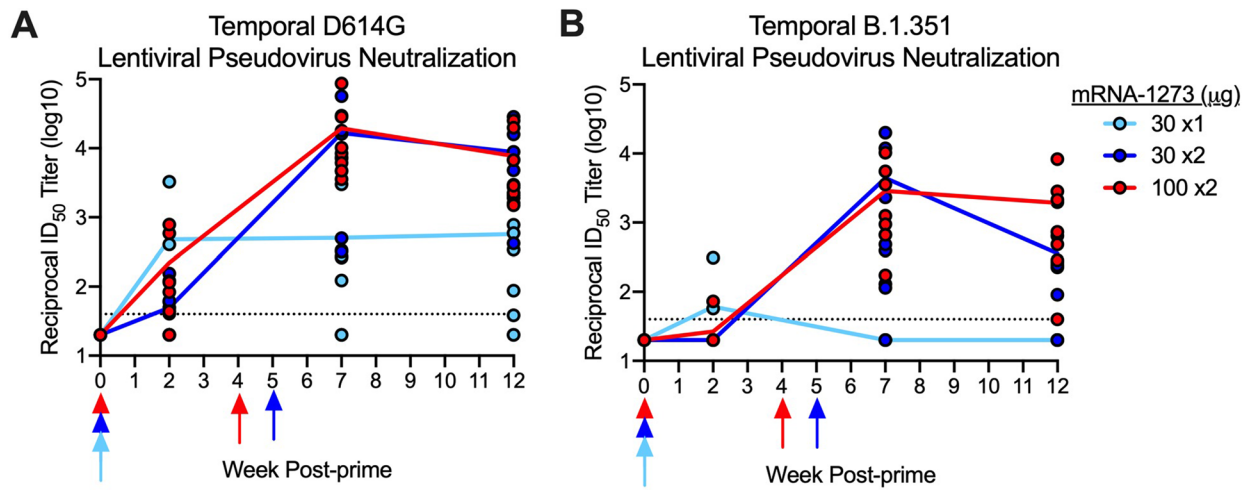 A
Temporal D614G
Lentiviral Pseudovirus Neutralization
Reciprocal ID50 Titer (log10)
5
4
3
2
1
0 1 2 3 4 5 6 7 8 9 10 11 12
Week Post-prime
B
Temporal B.1.351
Lentiviral Pseudovirus Neutralization
Reciprocal ID50 Titer (log10)
5
4
3
2
1
0 1 2 3 4 5 6 7 8 9 10 11 12
Week Post-prime
mRNA-1273 (µg)
30 x1
30 x2
100 x2